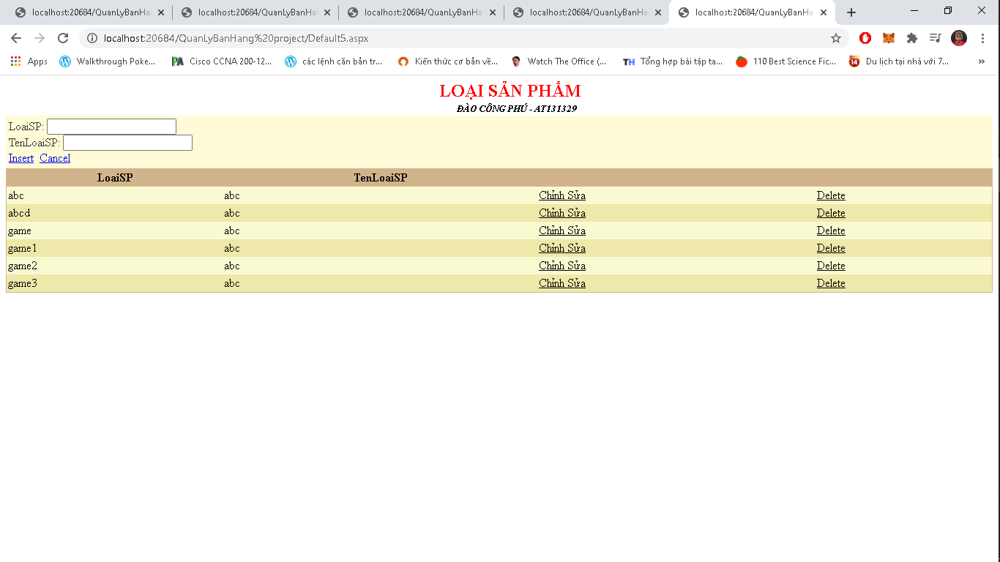 localhost:20684/QuanLyBanHa localhost:20684/QuanLyBanHa localhost:20684/QuanLyBanHa localhost:20684/QuanLyBanHa localhost:20684/QuanLyBanHa
localhost:20684/QuanLyBanHang%20project/Default5.aspx
Apps Walkthrough Poke... Cisco CCNA 200-12... các lệnh căn bản tr... Kiến thức cơ bản về... Watch The Office (... TH Tổng hợp bài tập ta... 110 Best Science Fic... 14 Du lịch tại nhà với 7...
LOẠI SẢN PHẨM
ĐÀO CÔNG PHÚ - AT131329
LoaiSP:
TenLoaiSP:
Insert Cancel
LoaiSP TenLoaiSP
abc abc Chỉnh Sửa Delete
abcd abc Chỉnh Sửa Delete
game abc Chỉnh Sửa Delete
game1 abc Chỉnh Sửa Delete
game2 abc Chỉnh Sửa Delete
game3 abc Chỉnh Sửa Delete